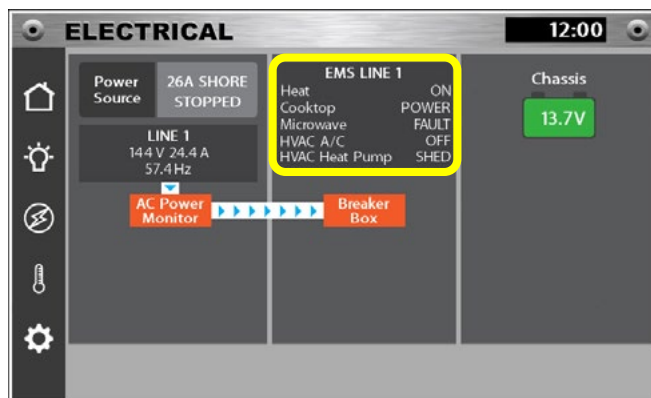 ELECTRICAL
12:00
Power
Source
26A SHORE
STOPPED
LINE 1
144 V 24.4 A
57.4 Hz
AC Power
Monitor
EMS LINE 1
Heat ON
Cooktop POWER
Microwave FAULT
HVAC A/C OFF
HVAC Heat Pump SHED
Breaker
Box
Chassis
13.7V